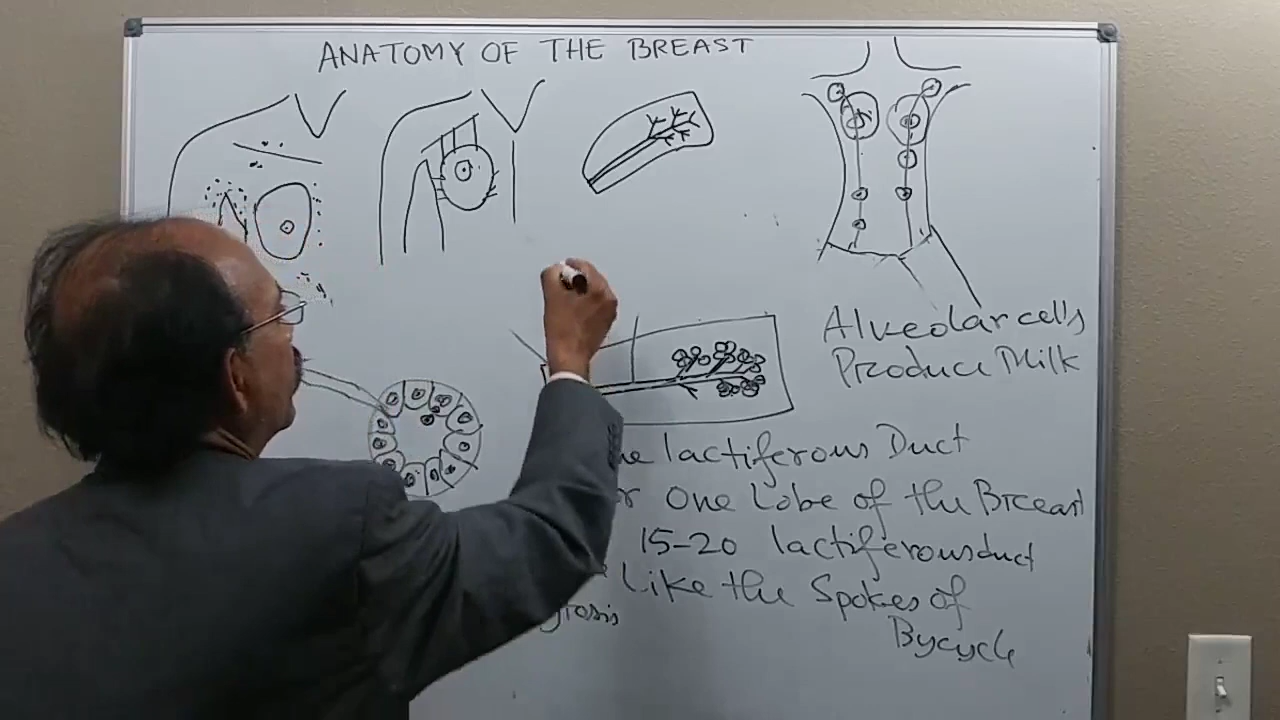 ANATOMY OF THE BREAST
Alveolar cells
Produce Milk
lactiferous Duct
One Lobe of the Breast
15-20 lactiferousduct
Like the Spokes of
Bycycle